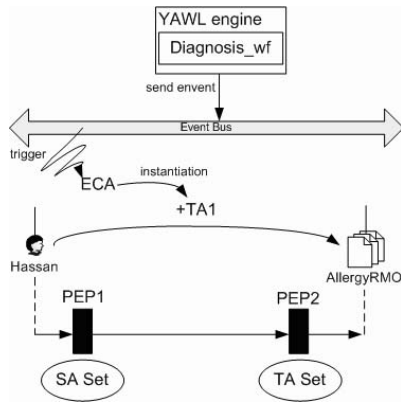 YAWL engine
Diagnosis_wf
send envent
Event Bus
trigger
ECA
instantiation
+TA1
Hassan
AllergyRMO
PEP1
PEP2
SA Set
TA Set